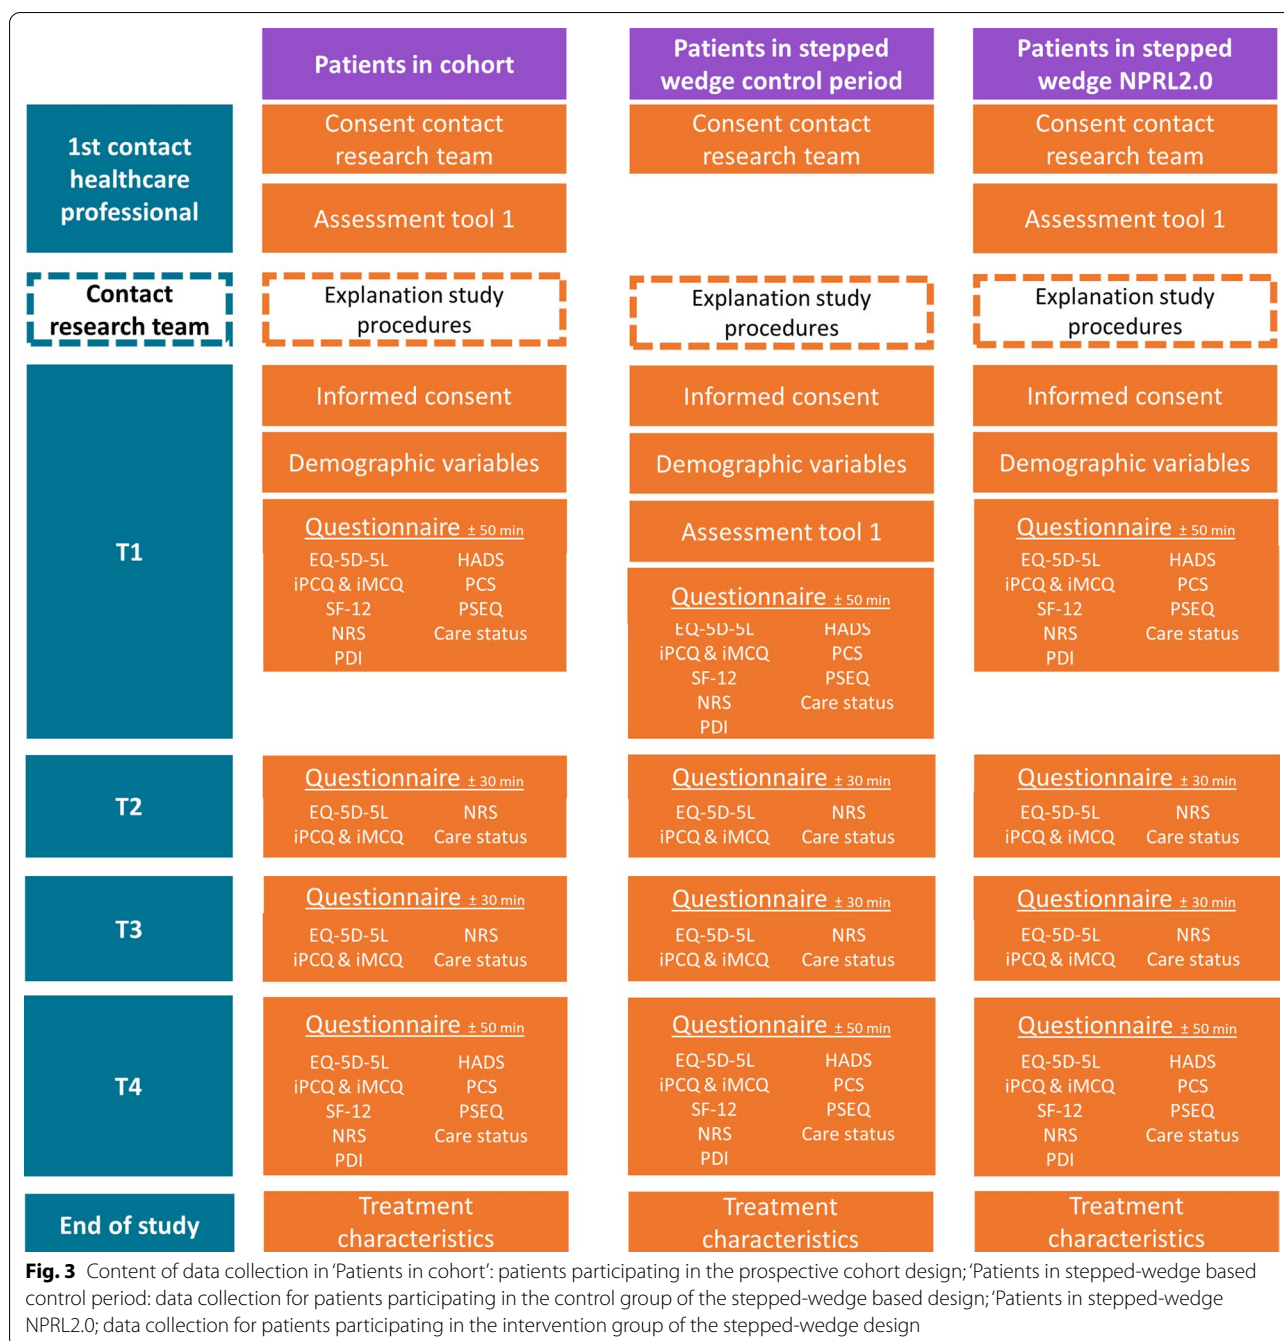 Patients in cohort
Patients in stepped
wedge control period
Patients in stepped
wedge NPRL2.0
1st contact
healthcare
professional
Consent contact
research team
Assessment tool 1
Consent contact
research team
Consent contact
research team
Assessment tool 1
Contact
research team
Explanation study
procedures
Explanation study
procedures
Explanation study
procedures
T1
Informed consent
Demographic variables
Questionnaire ± 50 min
EQ-5D-5L HADS
iPCQ & iMCQ PCS
SF-12 PSEQ
NRS Care status
PDI
Informed consent
Demographic variables
Assessment tool 1
Questionnaire ± 50 min
EQ-5D-5L HADS
iPCQ & iMCQ PCS
SF-12 PSEQ
NRS Care status
PDI
Informed consent
Demographic variables
Questionnaire ± 50 min
EQ-5D-5L HADS
iPCQ & iMCQ PCS
SF-12 PSEQ
NRS Care status
PDI
T2
Questionnaire ± 30 min
EQ-5D-5L NRS
iPCQ & iMCQ Care status
Questionnaire ± 30 min
EQ-5D-5L NRS
iPCQ & iMCQ Care status
Questionnaire ± 30 min
EQ-5D-5L NRS
iPCQ & iMCQ Care status
T3
Questionnaire ± 30 min
EQ-5D-5L NRS
iPCQ & iMCQ Care status
Questionnaire ± 30 min
EQ-5D-5L NRS
iPCQ & iMCQ Care status
Questionnaire ± 30 min
EQ-5D-5L NRS
iPCQ & iMCQ Care status
T4
Questionnaire ± 50 min
EQ-5D-5L HADS
iPCQ & iMCQ PCS
SF-12 PSEQ
NRS Care status
PDI
Questionnaire ± 50 min
EQ-5D-5L HADS
iPCQ & iMCQ PCS
SF-12 PSEQ
NRS Care status
PDI
Questionnaire ± 50 min
EQ-5D-5L HADS
iPCQ & iMCQ PCS
SF-12 PSEQ
NRS Care status
PDI
End of study
Treatment
characteristics
Treatment
characteristics
Treatment
characteristics
Fig. 3 Content of data collection in ‘Patients in cohort’: patients participating in the prospective cohort design; ‘Patients in stepped-wedge based
control period: data collection for patients participating in the control group of the stepped-wedge based design; ‘Patients in stepped-wedge
NPRL2.0; data collection for patients participating in the intervention group of the stepped-wedge design